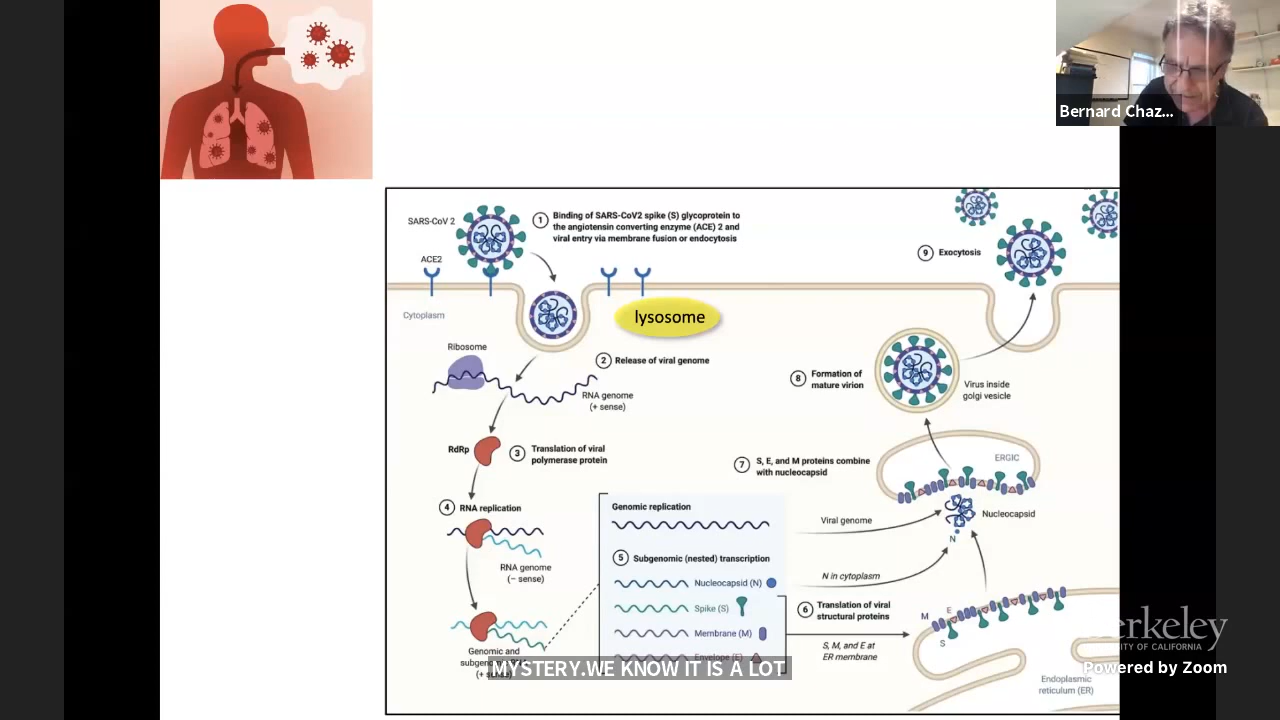 Bernard Chaz...
SARS-CoV 2
1
Binding of SARS-CoV2 spike (S) glycoprotein to
the angiotensin converting enzyme (ACE) 2 and
viral entry via membrane fusion or endocytosis
ACE2
9 Exocytosis
Cytoplasm
lysosome
Ribosome
2 Release of viral genome
RNA genome
(+ sense)
8
Formation of
mature virion
Virus inside
golgi vesicle
RdRp
3
Translation of viral
polymerase protein
7
S, E, and M proteins combine
with nucleocapsid
ERGIC
4 RNA replication
Genomic replication
Viral genome
Nucleocapsid
N
RNA genome
(− sense)
5 Subgenomic (nested) transcription
Nucleocapsid (N)
N in cytoplasm
Spike (S)
6
Translation of viral
structural proteins
Membrane (M)
S, M, and E at
ER membrane
M
E
S
Genomic and
Envelope (E)
MYSTERY.WE KNOW IT IS A LOT
erkeley
ITY OF CALIFORNIA
Powered by Zoom
Endoplasmic
reticulum (ER)